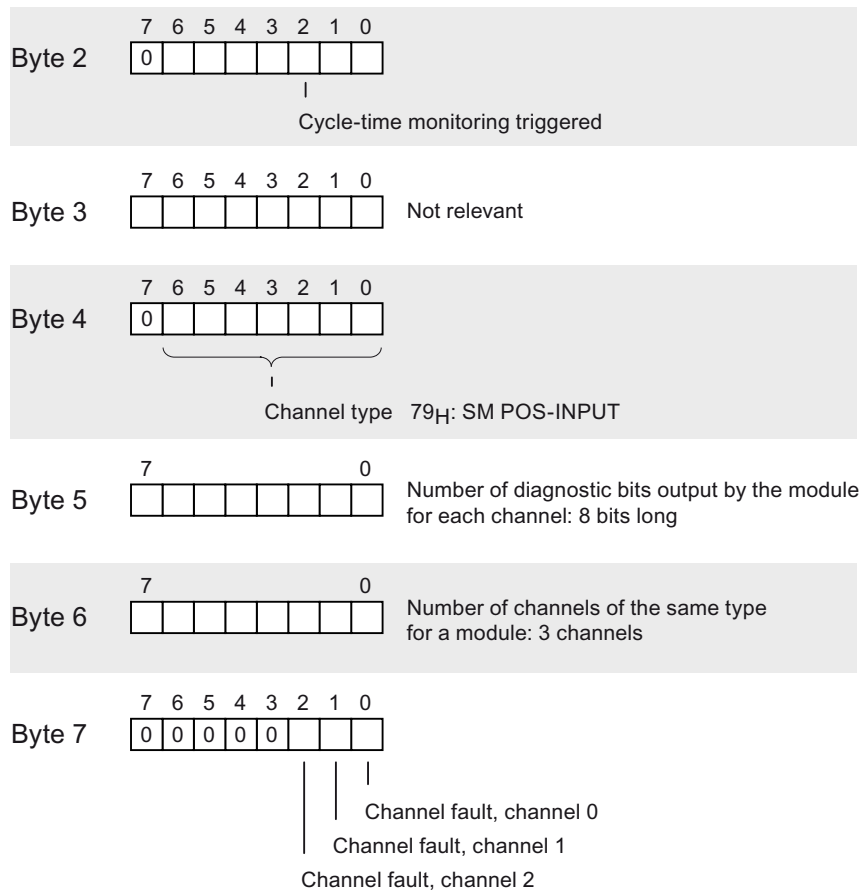 7 6 5 4 3 2 1 0
Byte 2 0
Cycle-time monitoring triggered
7 6 5 4 3 2 1 0
Byte 3 Not relevant
7 6 5 4 3 2 1 0
Byte 4 0
Channel type 79H: SM POS-INPUT
7 0
Byte 5 Number of diagnostic bits output by the module
for each channel: 8 bits long
7 0
Byte 6 Number of channels of the same type
for a module: 3 channels
7 6 5 4 3 2 1 0
Byte 7 0 0 0 0 0
Channel fault, channel 0
Channel fault, channel 1
Channel fault, channel 2